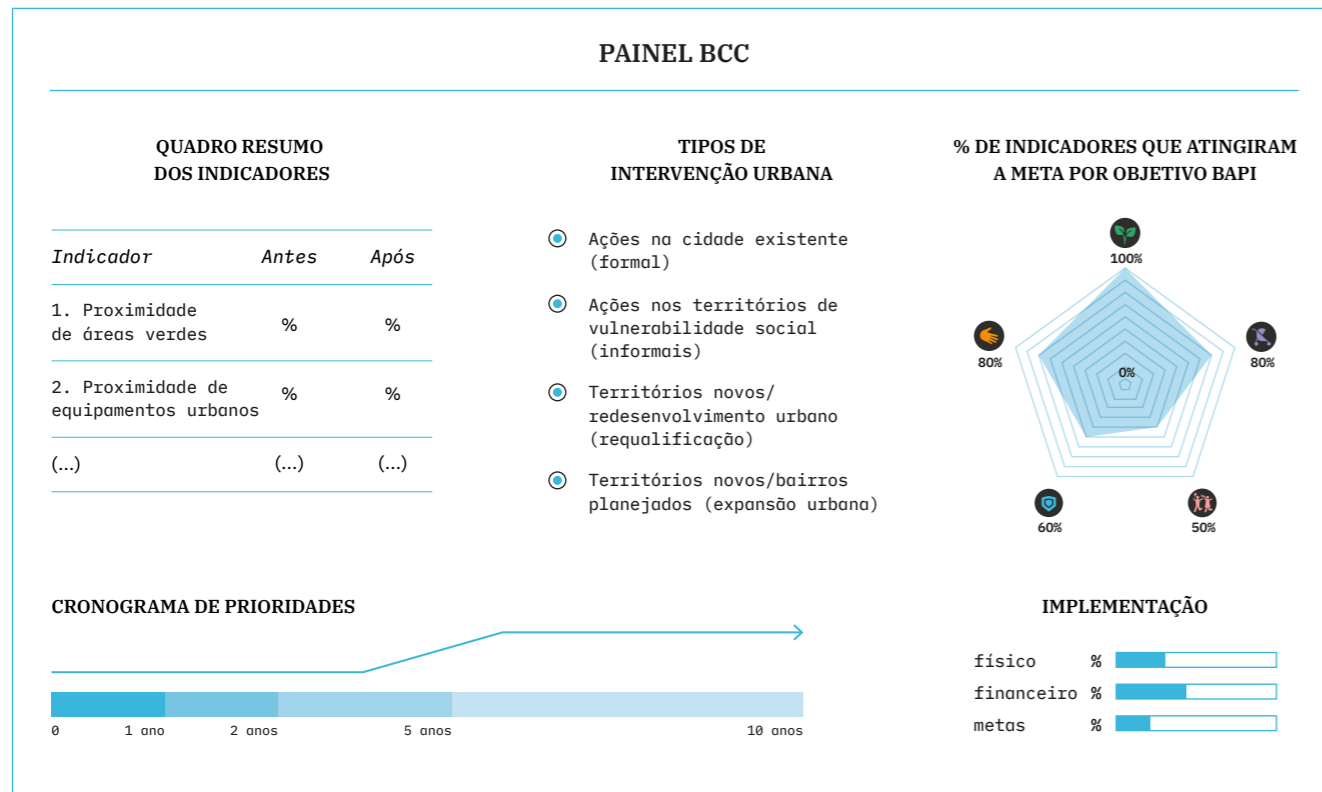 PAINEL BCC
QUADRO RESUMO
DOS INDICADORES
Indicador Antes Após
1. Proximidade
de áreas verdes % %
2. Proximidade de
equipamentos urbanos % %
(...) (...) (...)
TIPOS DE
INTERVENÇÃO URBANA
Ações na cidade existente
(formal)
Ações nos territórios de
vulnerabilidade social
(informais)
Territórios novos/
redesenvolvimento urbano
(requalificação)
Territórios novos/bairros
planejados (expansão urbana)
% DE INDICADORES QUE ATINGIRAM
A META POR OBJETIVO BAPI
100%
80%
80%
0%
60%
50%
CRONOGRAMA DE PRIORIDADES
0 1 ano 2 anos 5 anos 10 anos
IMPLEMENTAÇÃO
físico %
financeiro %
metas %